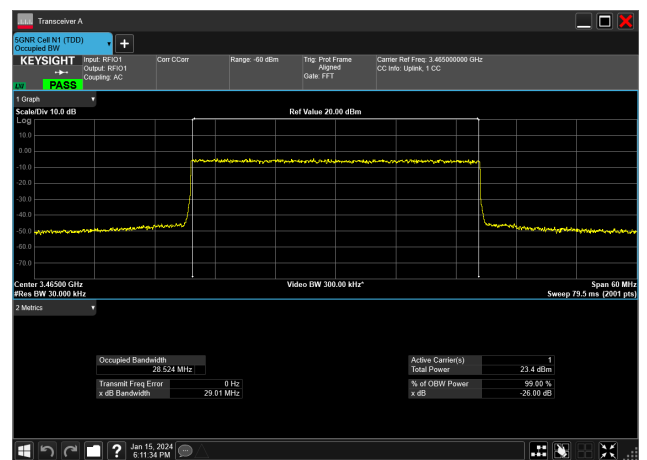 Transceiver A
5GNR Cell N1 (TDD)
Occupied BW
+
KEYSIGHT
LV PASS
Input: RFIO1
Output: RFIO1
Coupling: AC
Corr CCorr
Range: -60 dBm
Trig: Prot Frame
Aligned
Gate: FFT
Carrier Ref Freq: 3.465000000 GHz
CC Info: Uplink, 1 CC
1 Graph
Scale/Div 10.0 dB
Ref Value 20.00 dBm
Log
10.0
0.00
-10.0
-20.0
-30.0
-40.0
-50.0
-60.0
-70.0
Center 3.46500 GHz
Video BW 300.00 kHz*
Span 60 MHz
#Res BW 30.000 kHz
Sweep 79.5 ms (2001 pts)
2 Metrics
Occupied Bandwidth
28.524 MHz
Transmit Freq Error 0 Hz
x dB Bandwidth 29.01 MHz
Active Carrier(s) 1
Total Power 23.4 dBm
% of OBW Power 99.00 %
x dB -26.00 dB
?
Jan 15, 2024
6:11:34 PM